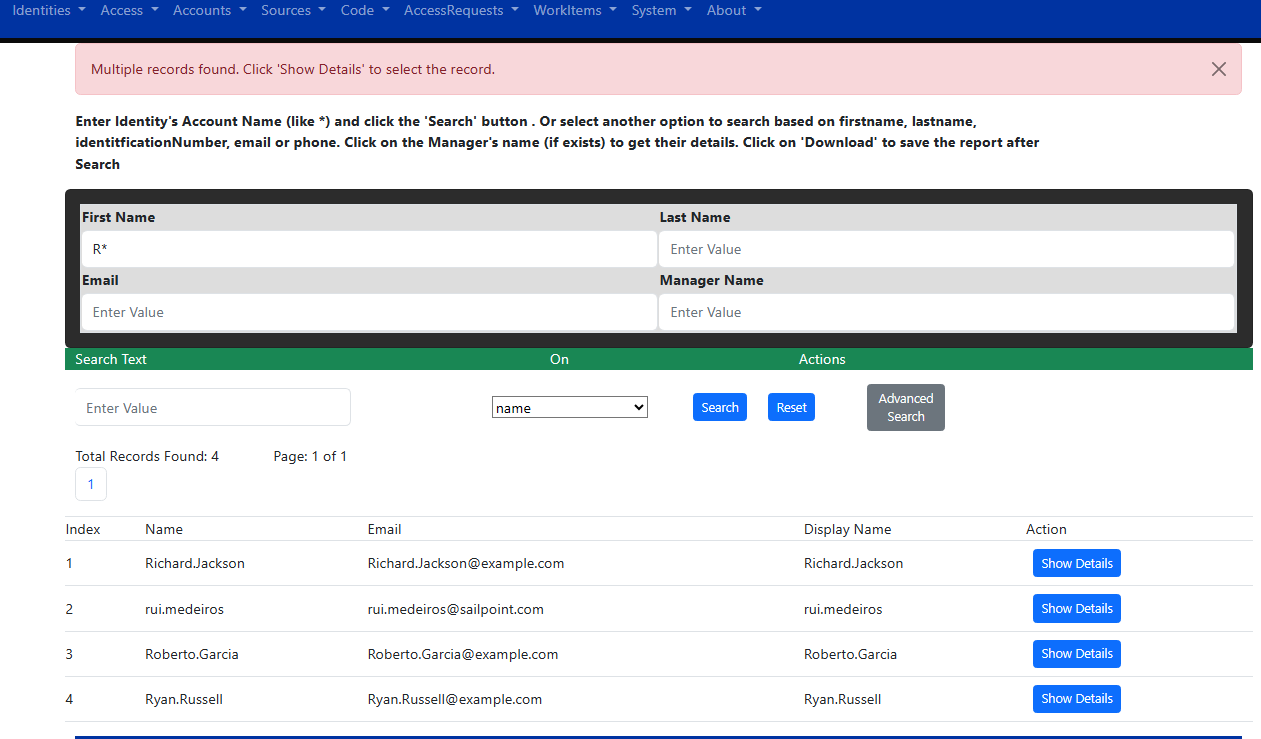 Identities Access Accounts Sources Code AccessRequests WorkItems System About
Multiple records found. Click 'Show Details' to select the record.
Enter Identity's Account Name (like *) and click the 'Search' button . Or select another option to search based on firstname, lastname,
identitficationNumber, email or phone. Click on the Manager's name (if exists) to get their details. Click on 'Download' to save the report after
Search
First Name Last Name
R* Enter Value
Email Manager Name
Enter Value Enter Value
Search Text On Actions
Enter Value name Search Reset Advanced
Search
Total Records Found: 4 Page: 1 of 1
1
Index Name Email Display Name Action
1 Richard.Jackson Richard.Jackson@example.com Richard.Jackson Show Details
2 rui.medeiros rui.medeiros@sailpoint.com rui.medeiros Show Details
3 Roberto.Garcia Roberto.Garcia@example.com Roberto.Garcia Show Details
4 Ryan.Russell Ryan.Russell@example.com Ryan.Russell Show Details